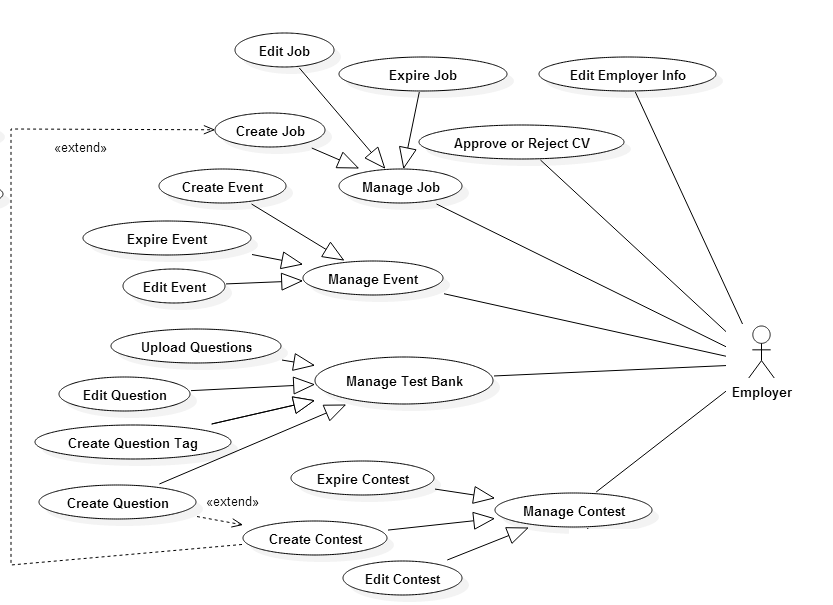 Edit Job
Expire Job
Edit Employer Info
Create Job
«extend»
Approve or Reject CV
Create Event
Manage Job
Expire Event
Manage Event
Edit Event
Upload Questions
Manage Test Bank
Edit Question
Employer
Create Question Tag
Expire Contest
Create Question
«extend»
Manage Contest
Create Contest
Edit Contest